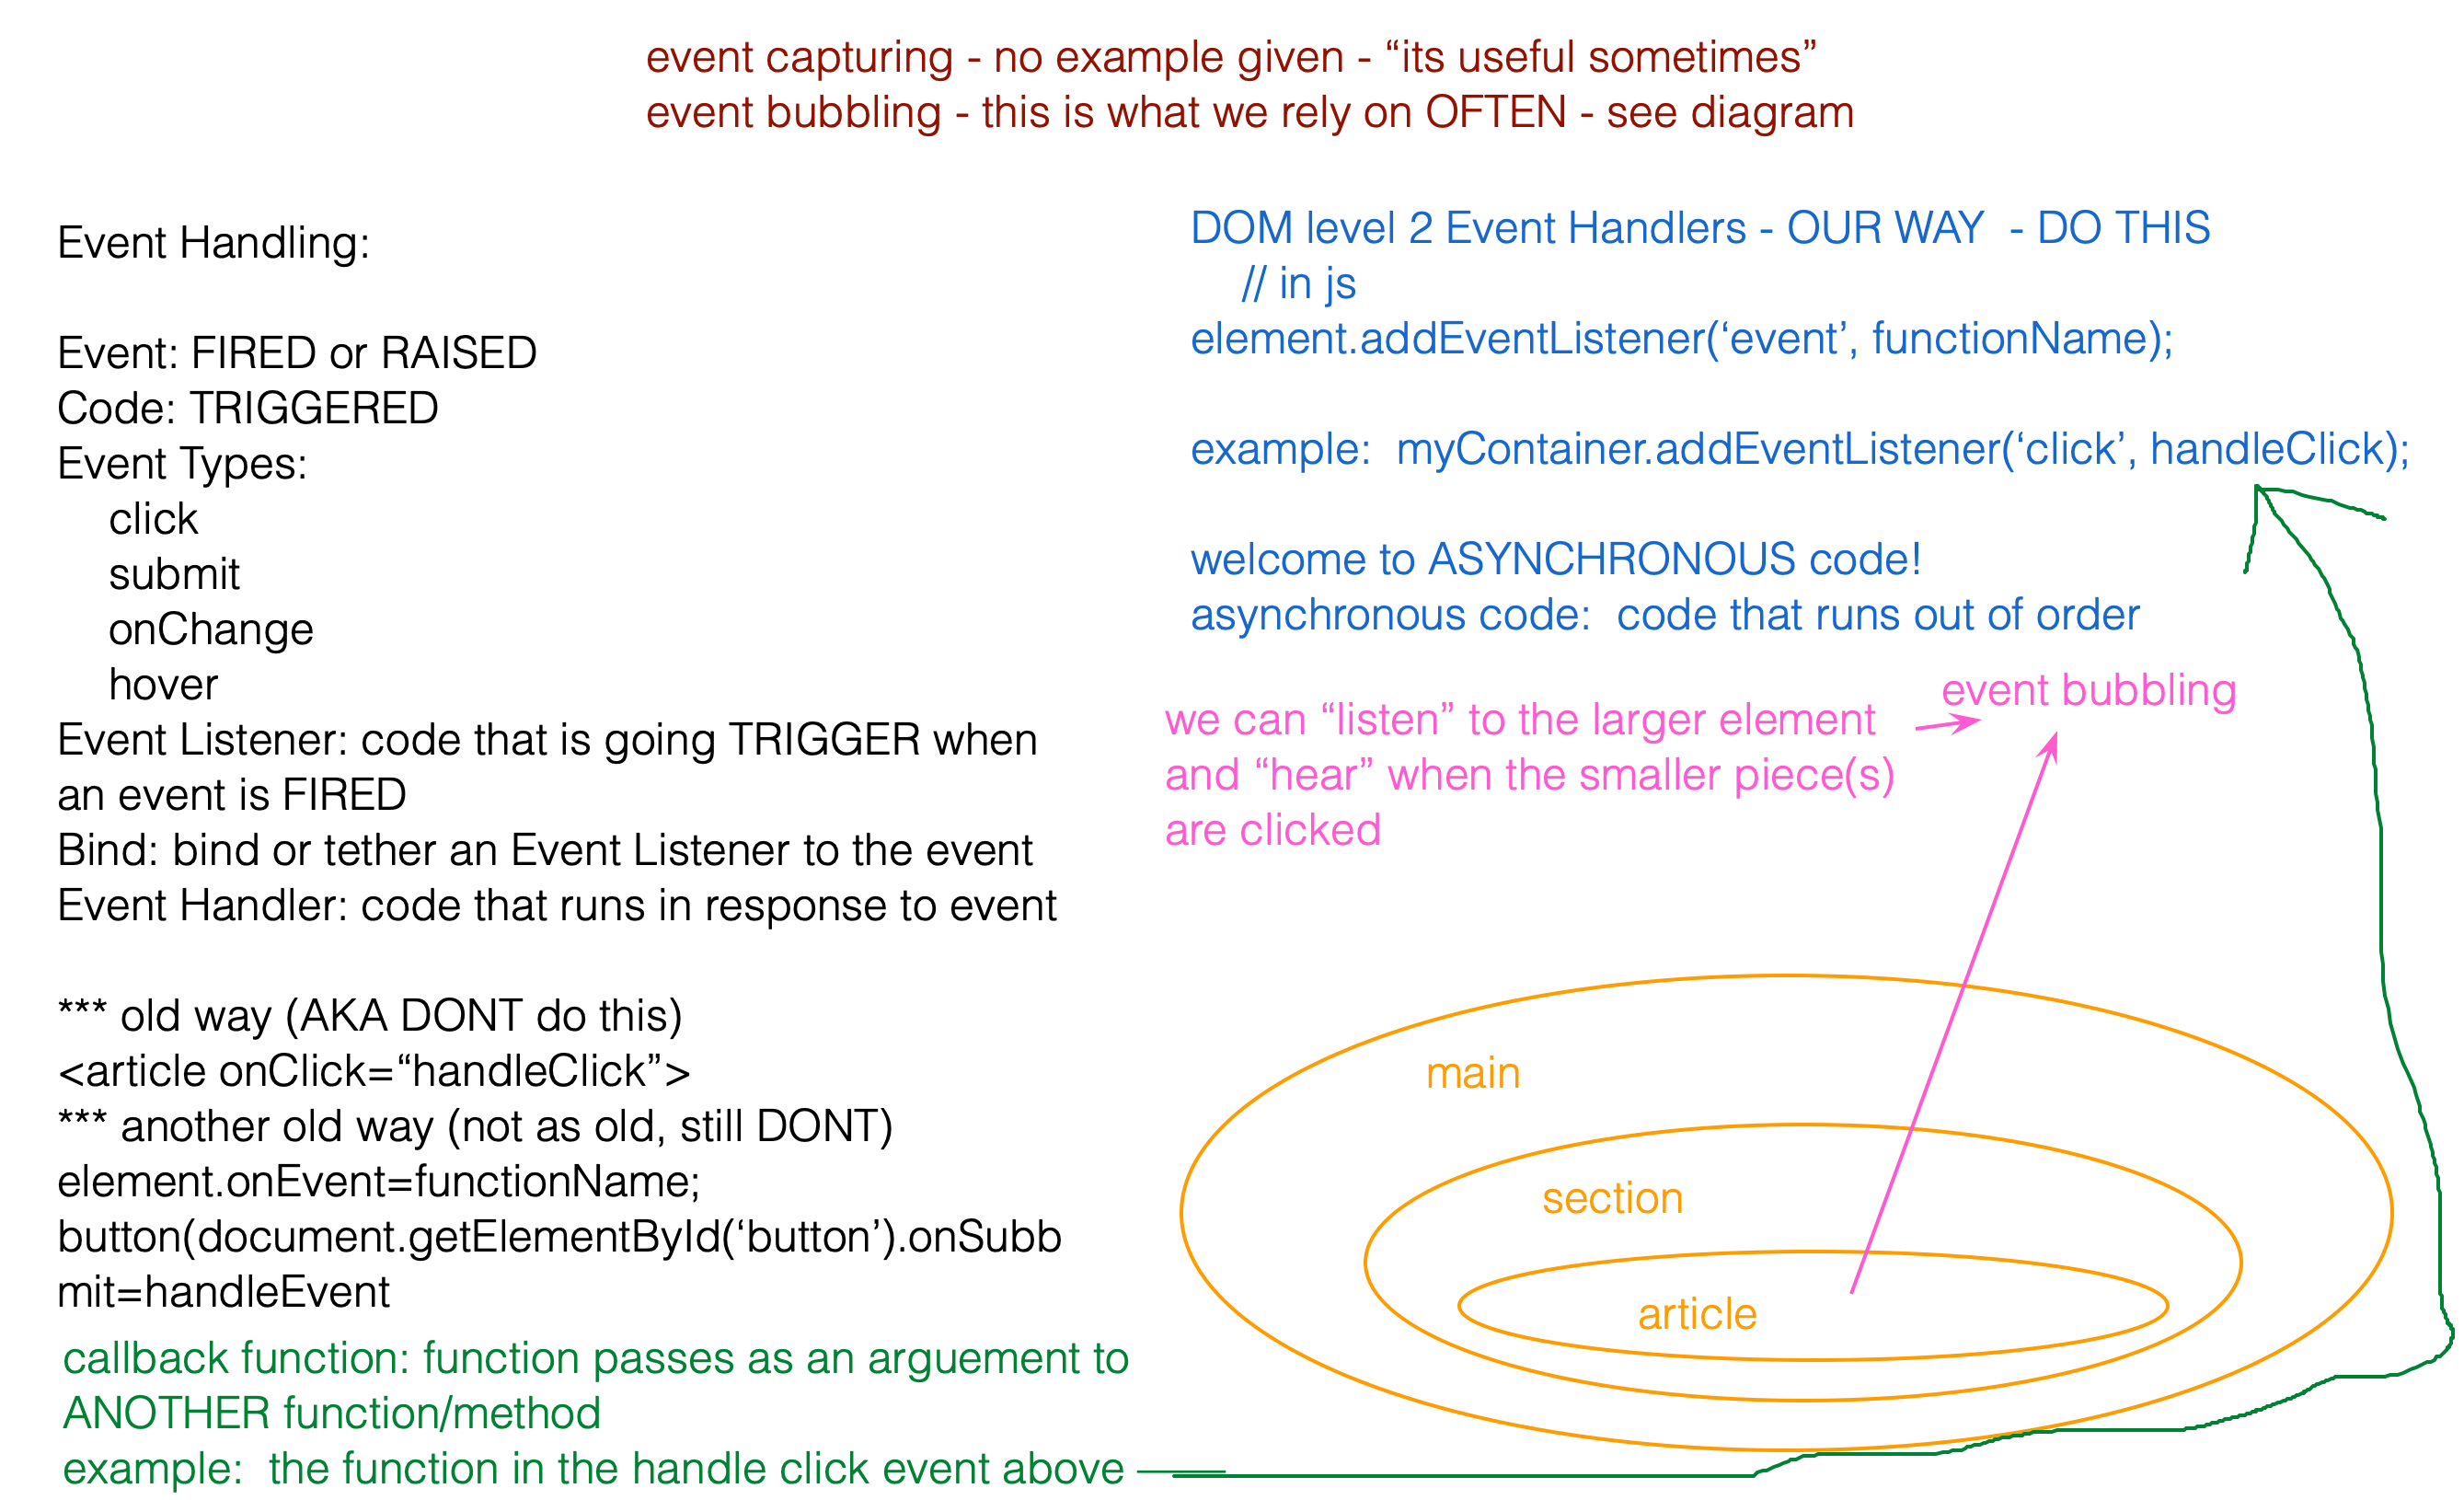 event capturing - no example given - “its useful sometimes”
event bubbling - this is what we rely on OFTEN - see diagram
Event Handling:
Event: FIRED or RAISED
Code: TRIGGERED
Event Types:
click
submit
onChange
hover
Event Listener: code that is going TRIGGER when
an event is FIRED
Bind: bind or tether an Event Listener to the event
Event Handler: code that runs in response to event
*** old way (AKA DONT do this)
<article onClick=“handleClick”>
*** another old way (not as old, still DONT)
element.onEvent=functionName;
button(document.getElementById(‘button’).onSubb
mit=handleEvent
callback function: function passes as an arguement to
ANOTHER function/method
example:  the function in the handle click event above
DOM level 2 Event Handlers - OUR WAY  - DO THIS
// in js
element.addEventListener(‘event’, functionName);
example:  myContainer.addEventListener(‘click’, handleClick);
welcome to ASYNCHRONOUS code!
asynchronous code:  code that runs out of order
event bubbling
we can “listen” to the larger element
and “hear” when the smaller piece(s)
are clicked
main
section
article